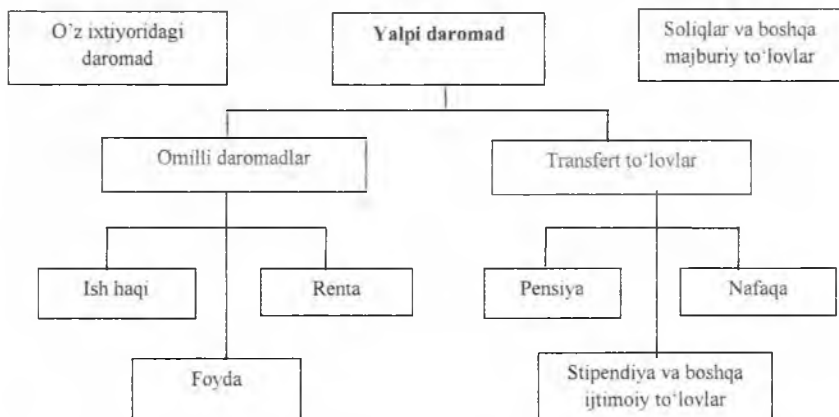 O‘z ixtiyoridagi
daromad
Yalpi daromad
Soliqlar va boshqa
majburiy to‘lovlar
Omilli daromadlar
Transfert to‘lovlar
Ish haqi
Renta
Pensiya
Nafaqa
Foyda
Stipendiya va boshqa
ijtimoiy to‘lovlar